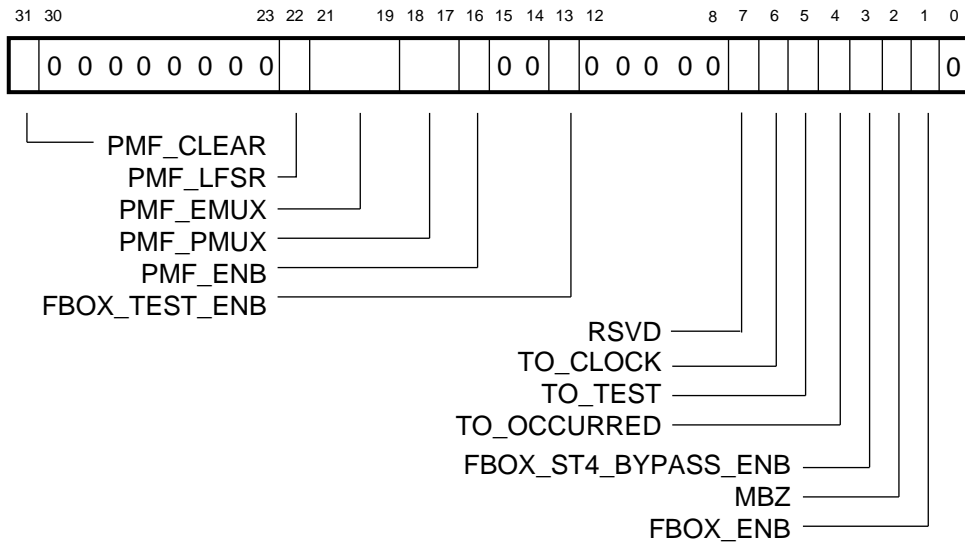 31 30 23 22 21 19 18 17 16 15 14 13 12 8 7 6 5 4 3 2 1 0
0 0 0 0 0 0 0 0 0 0 0 0 0 0 0 0
PMF_CLEAR
PMF_LFSR
PMF_EMUX
PMF_PMUX
PMF_ENB
FBOX_TEST_ENB
RSVD
TO_CLOCK
TO_TEST
TO_OCCURRED
FBOX_ST4_BYPASS_ENB
MBZ
FBOX_ENB